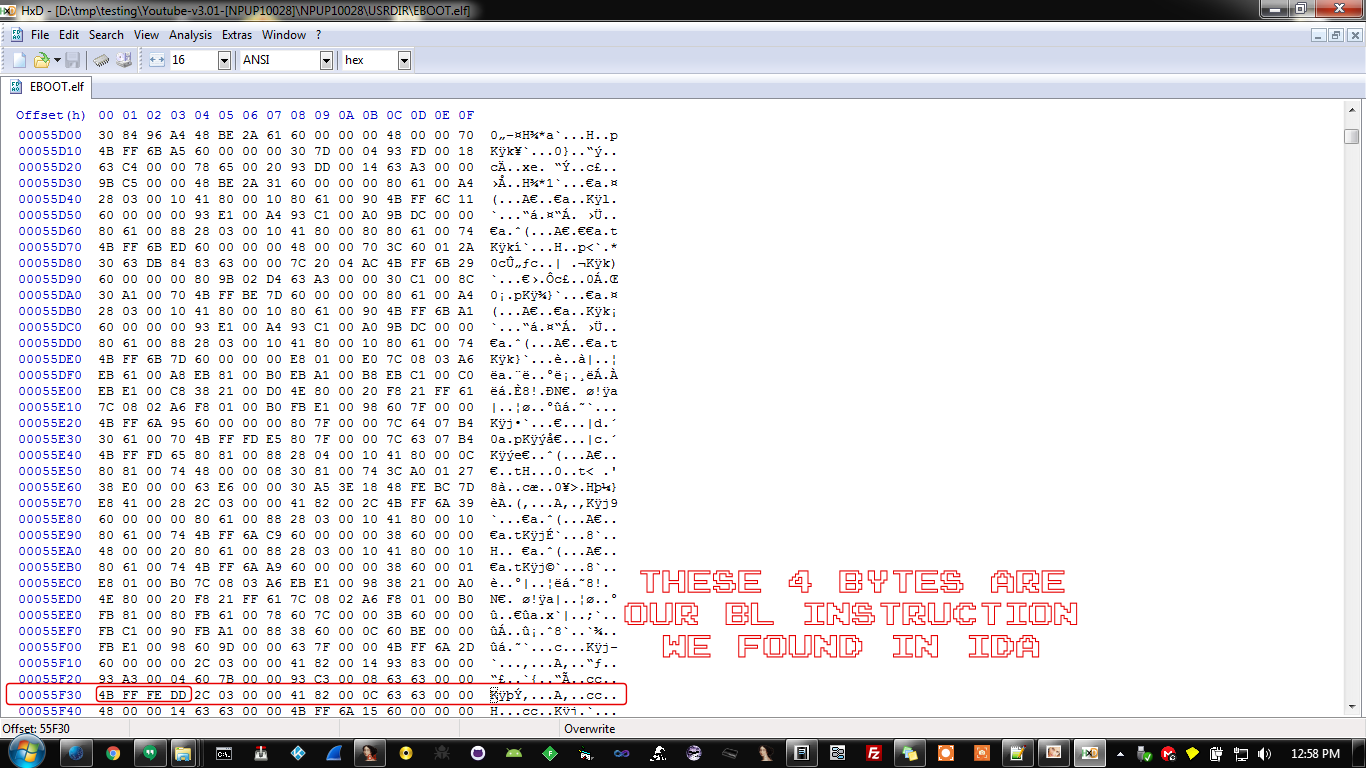 HxD - [D:\tmp\testing\Youtube-v3.01-[NPUP10028]\NPUP10028\USRDIR\EBOOT.elf]
File Edit Search View Analysis Extras Window ?
16 ANSI hex
EBOOT.elf
Offset(h) 00 01 02 03 04 05 06 07 08 09 0A 0B 0C 0D 0E 0F
00055D00 30 84 96 A4 48 BE 2A 61 60 00 00 00 48 00 00 70 0„–¤H¾*a`...H..p
00055D10 4B FF 6B A5 60 00 00 00 30 7D 00 04 93 FD 00 18 Kÿk¥`...0}..“ý..
00055D20 63 C4 00 00 78 65 00 20 93 DD 00 14 63 A3 00 00 cÄ..xe. “Ý..c£..
00055D30 9B C5 00 00 48 BE 2A 31 60 00 00 00 80 61 00 A4 ›Å..H¾*1`...€a.¤
00055D40 28 03 00 10 41 80 00 10 80 61 00 90 4B FF 6C 11 (...A€..€a..Kÿl.
00055D50 60 00 00 00 93 E1 00 A4 93 C1 00 A0 9B DC 00 00 `...“á.¤“Á. ›Ü..
00055D60 80 61 00 88 28 03 00 10 41 80 00 80 80 61 00 74 €a.ˆ(...A€.€€a.t
00055D70 4B FF 6B ED 60 00 00 00 48 00 00 70 3C 60 01 2A Kÿkí`...H..p<`.*
00055D80 30 63 DB 84 83 63 00 00 7C 20 04 AC 4B FF 6B 29 0cÛ„ƒc..| .¬Kÿk)
00055D90 60 00 00 00 80 9B 02 D4 63 A3 00 00 30 C1 00 8C `...€›.Ôc£..0Á.Œ
00055DA0 30 A1 00 70 4B FF BE 7D 60 00 00 00 80 61 00 A4 0¡.pKÿ¾}`...€a.¤
00055DB0 28 03 00 10 41 80 00 10 80 61 00 90 4B FF 6B A1 (...A€..€a..Kÿk¡
00055DC0 60 00 00 00 93 E1 00 A4 93 C1 00 A0 9B DC 00 00 `...“á.¤“Á. ›Ü..
00055DD0 80 61 00 88 28 03 00 10 41 80 00 10 80 61 00 74 €a.ˆ(...A€..€a.t
00055DE0 4B FF 6B 7D 60 00 00 00 E8 01 00 E0 7C 08 03 A6 Kÿk}`...è..à|..¦
00055DF0 EB 61 00 A8 EB 81 00 B0 EB A1 00 B8 EB C1 00 C0 ëa.¨ë..°ë¡.¸ëÁ.À
00055E00 EB E1 00 C8 38 21 00 D0 4E 80 00 20 F8 21 FF 61 ëá.È8!.ÐN€. ø!ÿa
00055E10 7C 08 02 A6 F8 01 00 B0 FB E1 00 98 60 7F 00 00 |..¦ø..°ûá.˜`...
00055E20 4B FF 6A 95 60 00 00 00 80 7F 00 00 7C 64 07 B4 Kÿj•`...€...|d.´
00055E30 30 61 00 70 4B FF FD E5 80 7F 00 00 7C 63 07 B4 0a.pKÿýå€...|c.´
00055E40 4B FF FD 65 80 81 00 88 28 04 00 10 41 80 00 0C Kÿýe€..ˆ(...A€..
00055E50 80 81 00 74 48 00 00 08 30 81 00 74 3C A0 01 27 €..tH...0..t< .'
00055E60 38 E0 00 00 63 E6 00 00 30 A5 3E 18 48 FE BC 7D 8à..cæ..0¥>.Hþ¼}
00055E70 E8 41 00 28 2C 03 00 00 41 82 00 2C 4B FF 6A 39 èA.(,...A‚.,Kÿj9
00055E80 60 00 00 00 80 61 00 88 28 03 00 10 41 80 00 10 `...€a.ˆ(...A€..
00055E90 80 61 00 74 4B FF 6A C9 60 00 00 00 38 60 00 00 €a.tKÿjÉ`...8`..
00055EA0 48 00 00 20 80 61 00 88 28 03 00 10 41 80 00 10 H.. €a.ˆ(...A€..
00055EB0 80 61 00 74 4B FF 6A A9 60 00 00 00 38 60 00 01 €a.tKÿj©`...8`..
00055EC0 E8 01 00 B0 7C 08 03 A6 EB E1 00 98 38 21 00 A0 è..°|..¦ëá.˜8!.
00055ED0 4E 80 00 20 F8 21 FF 61 7C 08 02 A6 F8 01 00 B0 N€. ø!ÿa|..¦ø..°
00055EE0 FB 81 00 80 FB 61 00 78 60 7C 00 00 3B 60 00 00 û..€ûa.x`|..;`..
00055EF0 FB C1 00 90 FB A1 00 88 38 60 00 0C 60 BE 00 00 ûÁ..û¡.ˆ8`..`¾..
00055F00 FB E1 00 98 60 9D 00 00 63 7F 00 00 4B FF 6A 2D ûá.˜`...c...Kÿj-
00055F10 60 00 00 00 2C 03 00 00 41 82 00 14 93 83 00 00 `...,...A‚..“ƒ..
00055F20 93 A3 00 04 60 7B 00 00 93 C3 00 08 63 63 00 00 “£..`{..“Ã..cc..
00055F30 4B FF FE DD 2C 03 00 00 41 82 00 0C 63 63 00 00 KÿþÝ,...A‚..cc..
00055F40 48 00 00 14 63 63 00 00 4B FF 6A 15 60 00 00 00 H...cc..Kÿj.`...
THESE 4 BYTES ARE
OUR BL INSTRUCTION
WE FOUND IN IDA
Offset: 55F30 Overwrite
12:58 PM